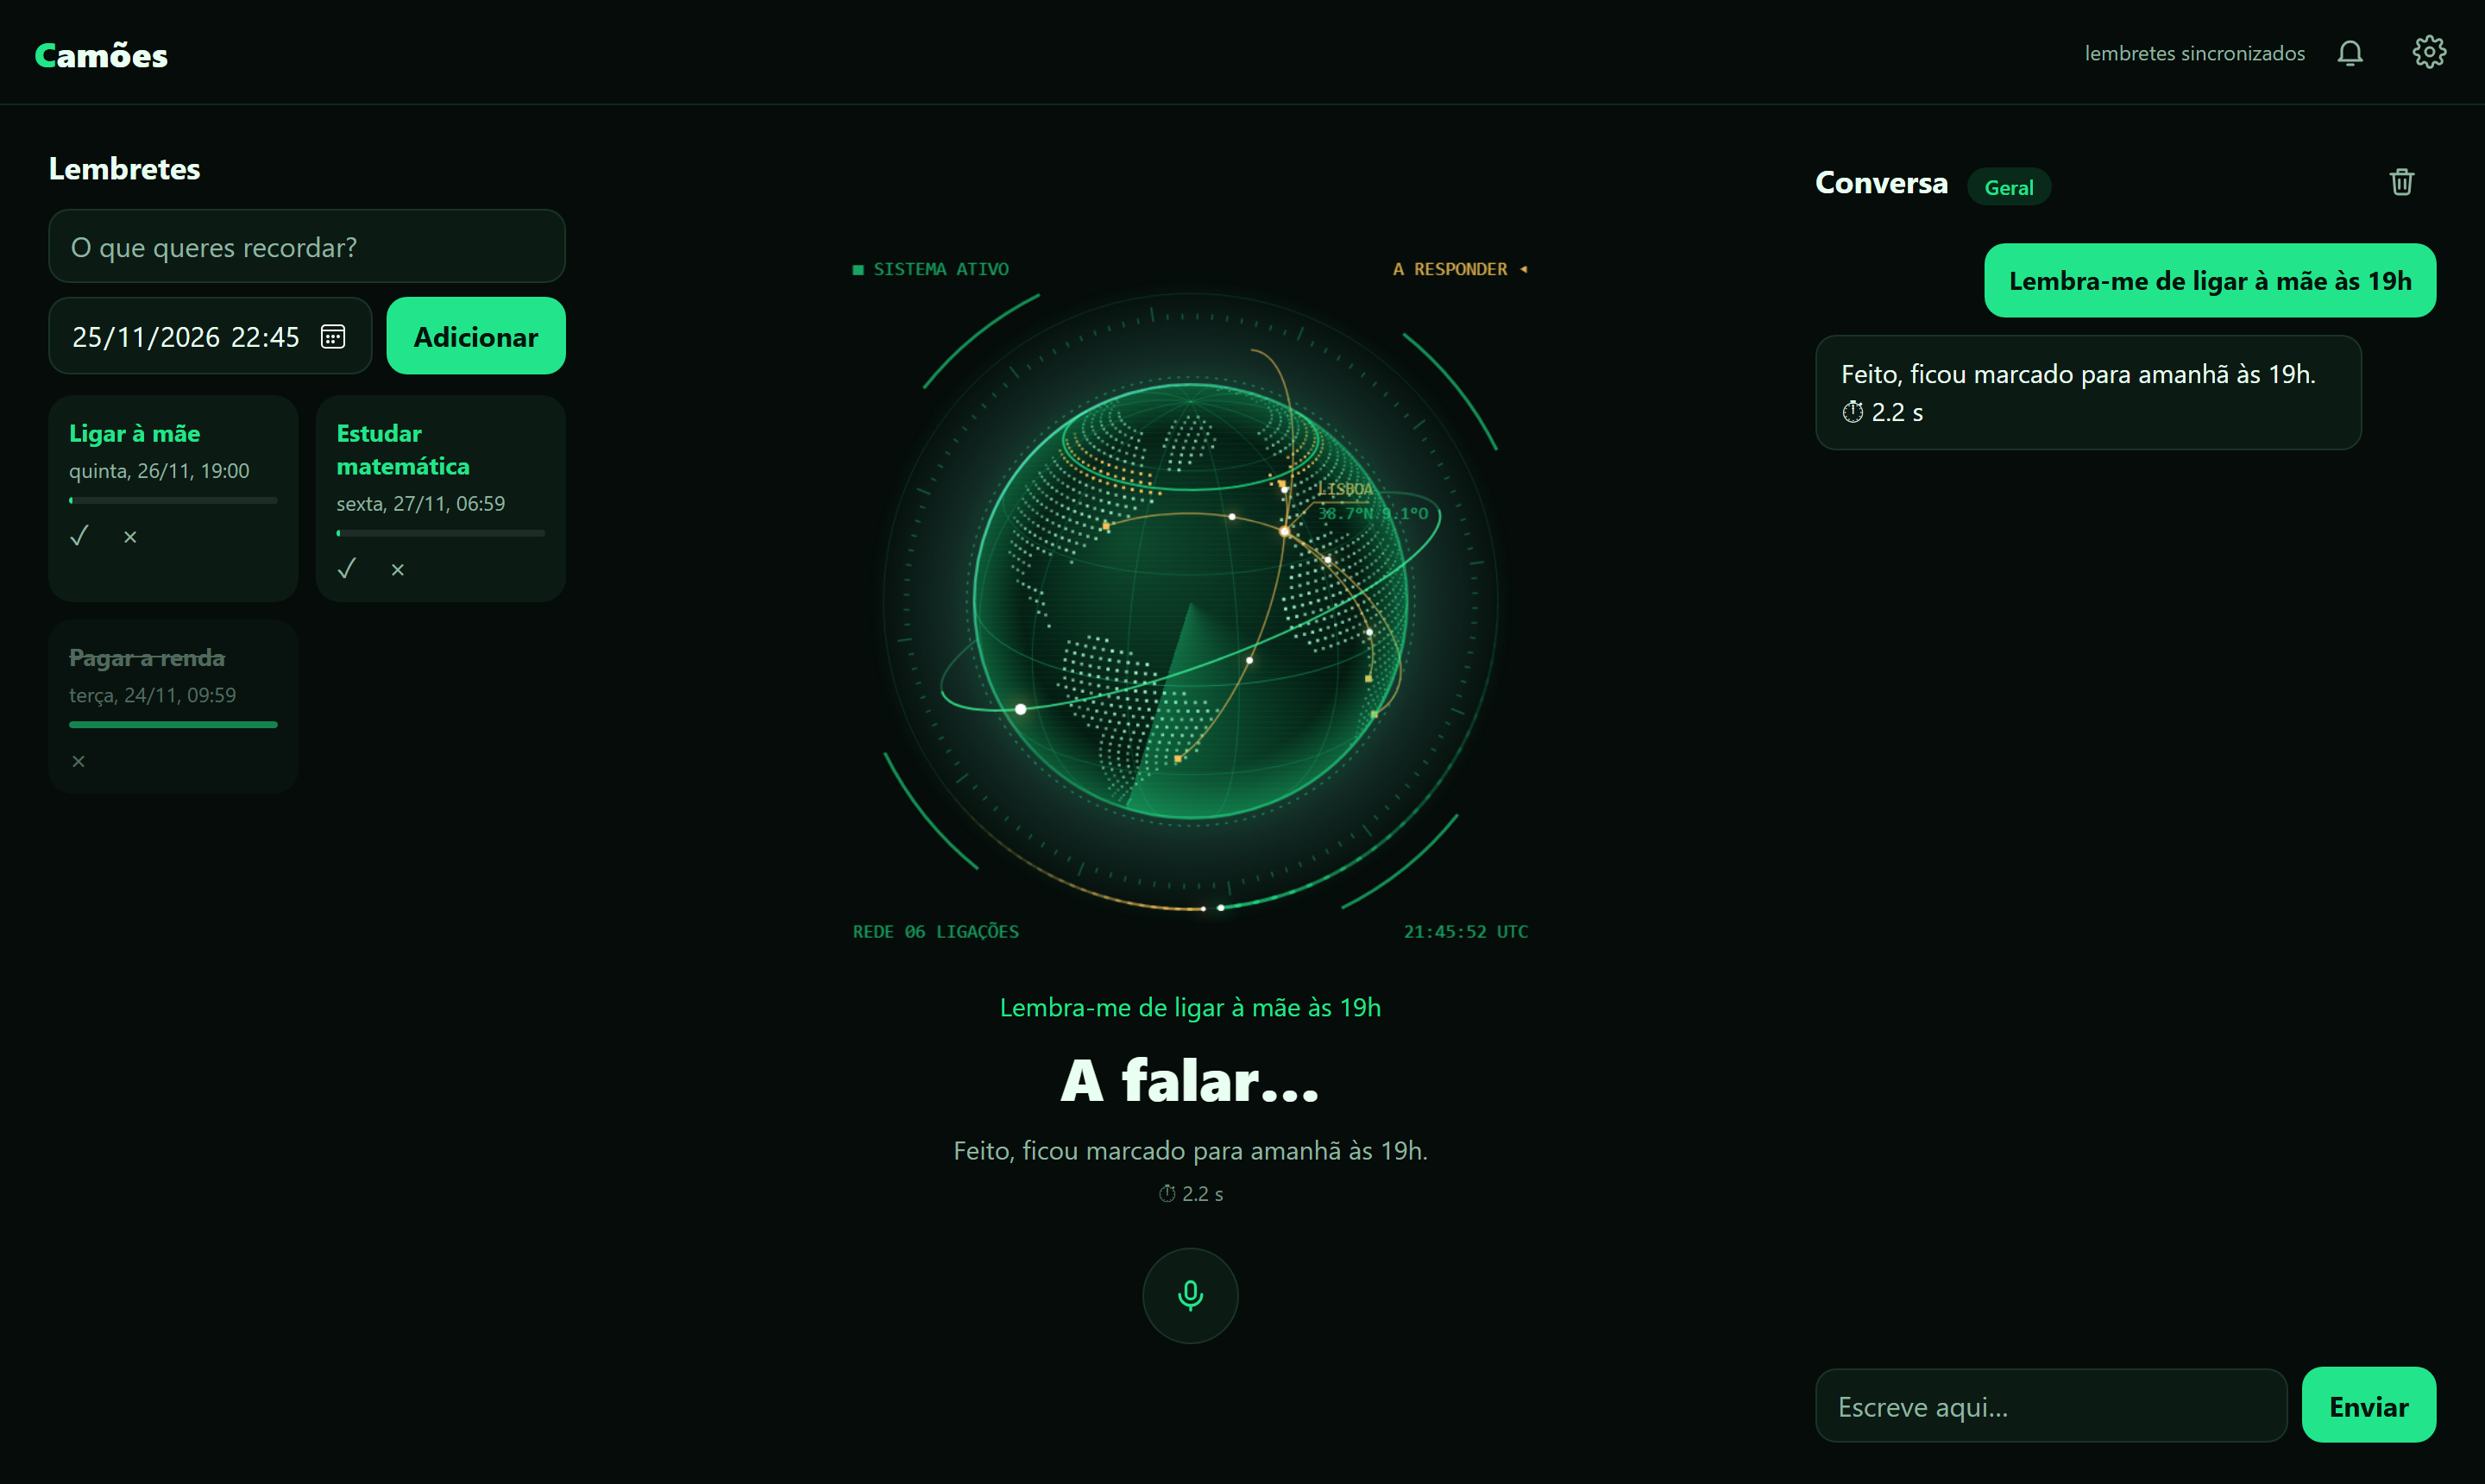 Camões
lembretes sincronizados
Lembretes
O que queres recordar?
25/11/2026 22:45
Adicionar
Ligar à mãe
quinta, 26/11, 19:00
✓ ×
Estudar
matemática
sexta, 27/11, 06:59
✓ ×
Pagar a renda
terça, 24/11, 09:59
×
■ SISTEMA ATIVO
A RESPONDER ◂
LISBOA
38.7°N 9.1°O
REDE 06 LIGAÇÕES
21:45:52 UTC
Lembra-me de ligar à mãe às 19h
A falar...
Feito, ficou marcado para amanhã às 19h.
⏱ 2.2 s
Conversa
Geral
Lembra-me de ligar à mãe às 19h
Feito, ficou marcado para amanhã às 19h.
⏱ 2.2 s
Escreve aqui...
Enviar